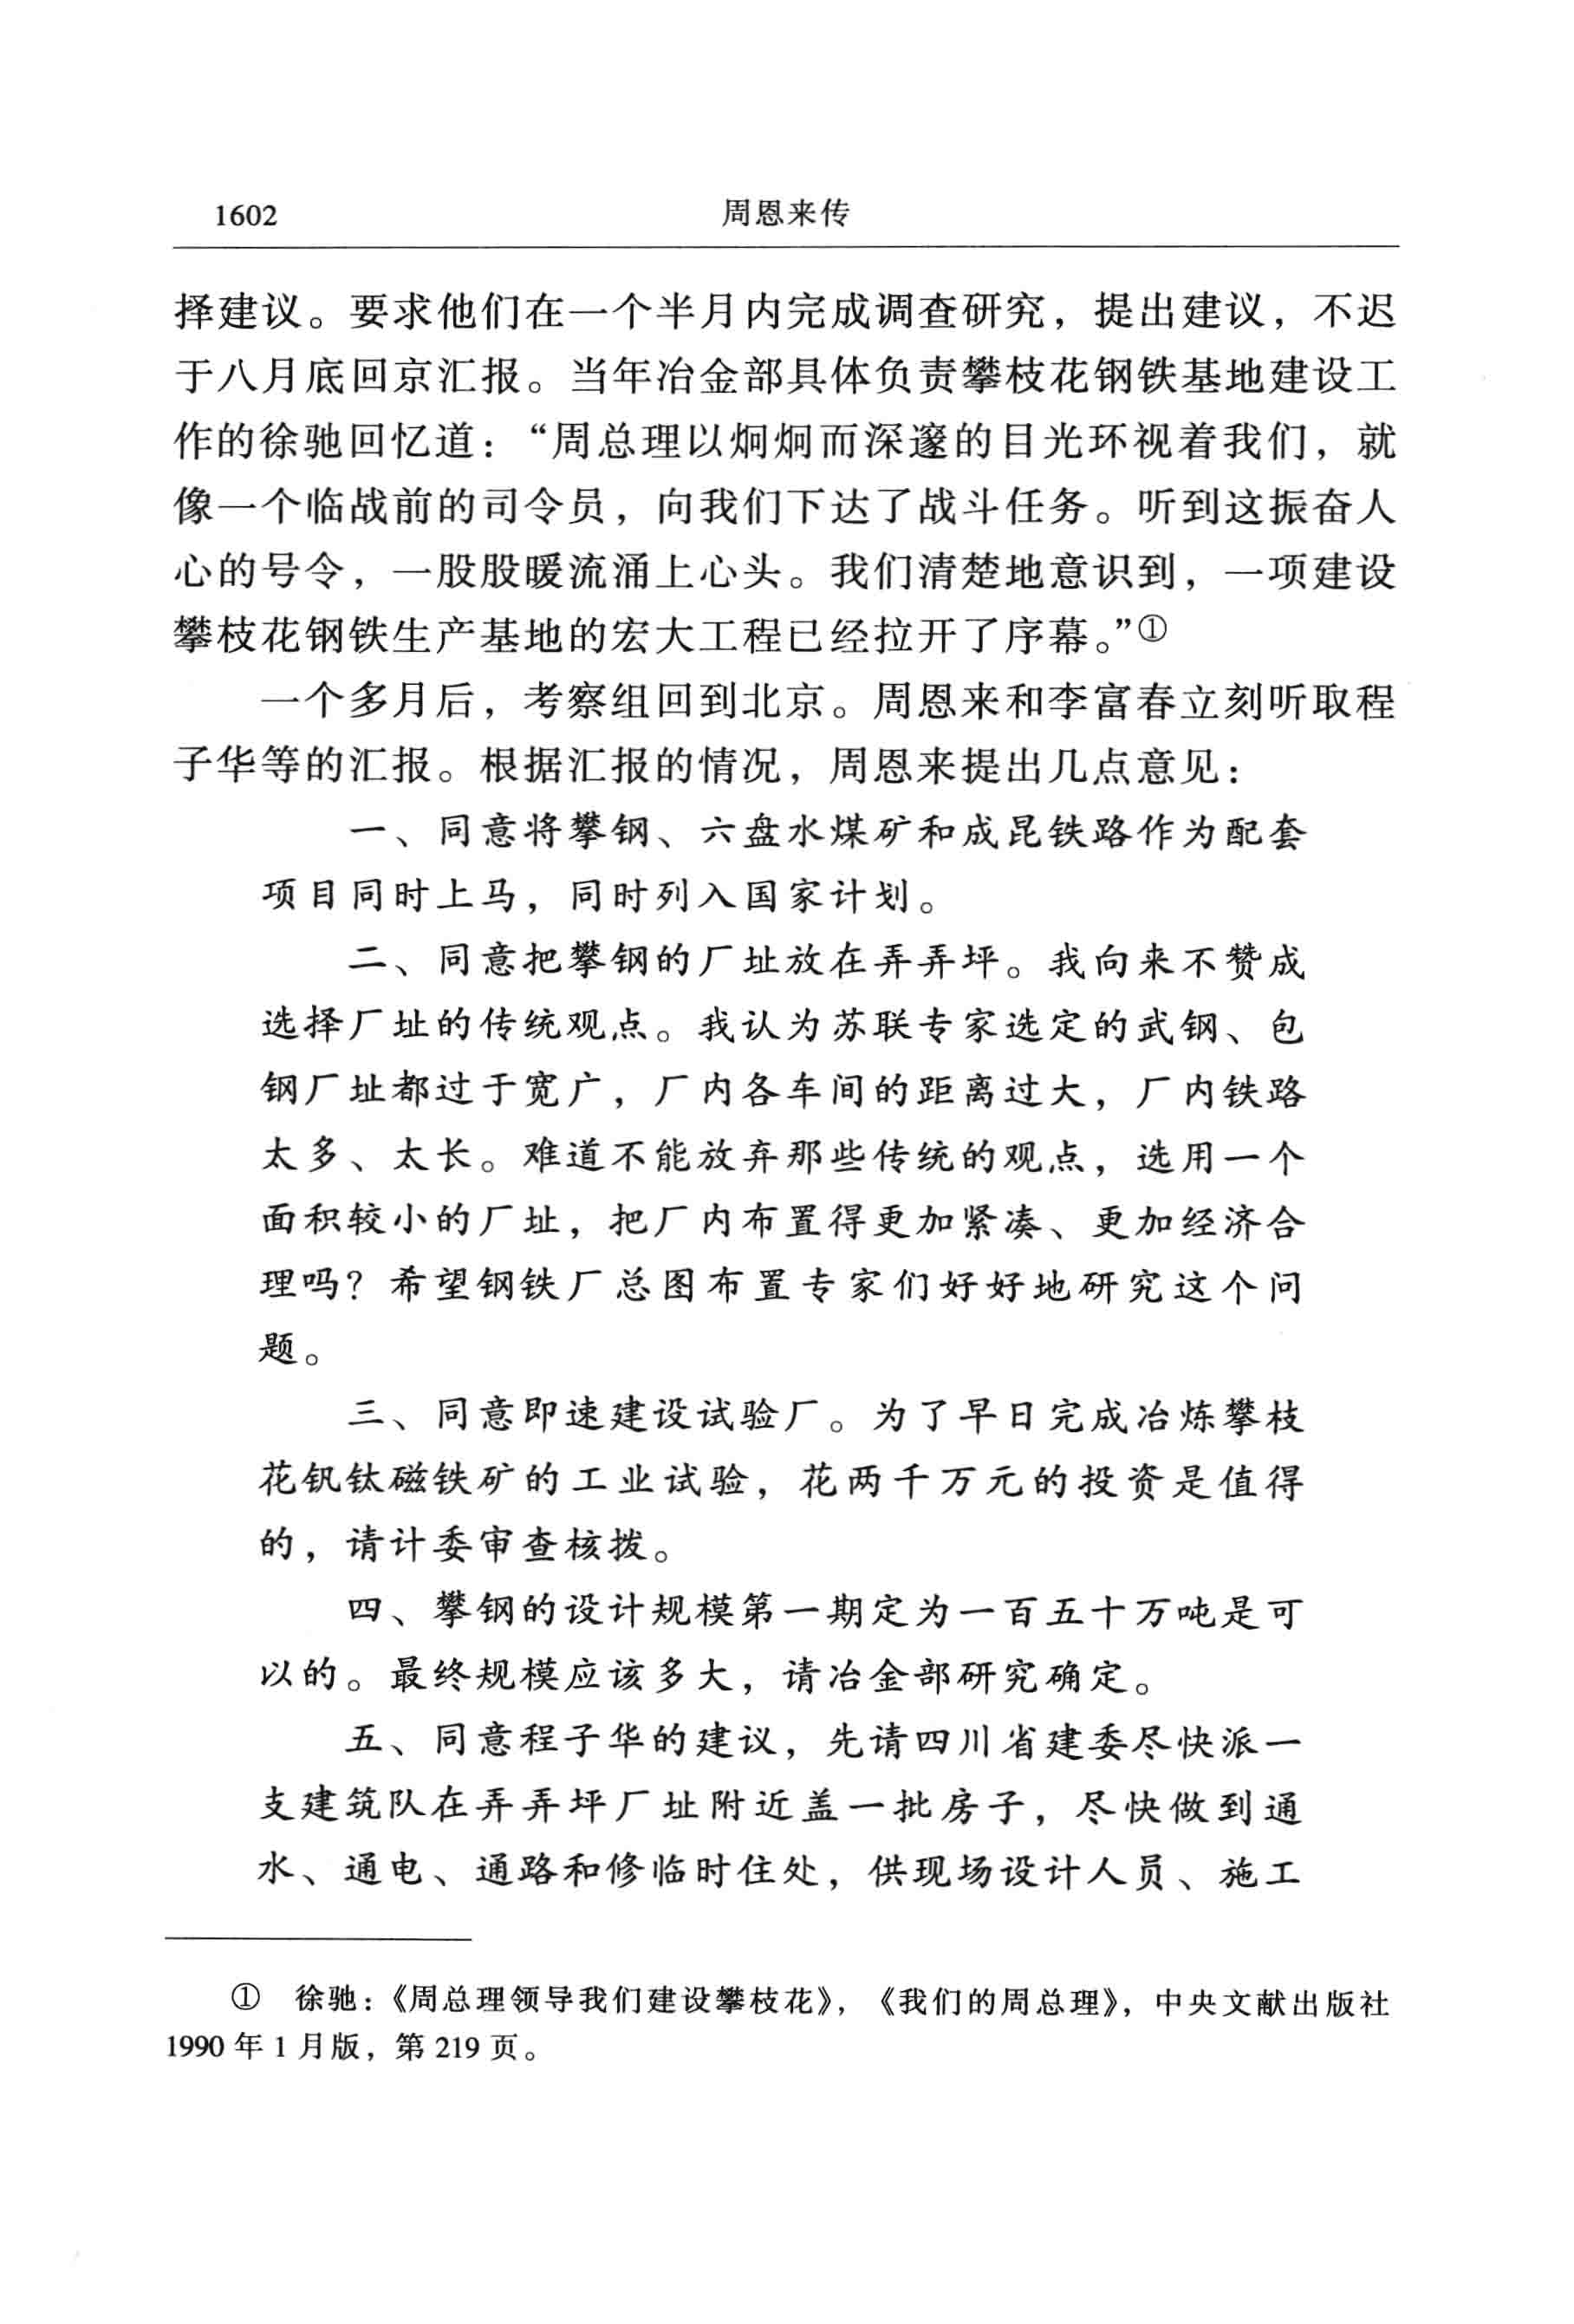 1602
周恩来传
择建议。要求他们在一个半月内完成调查研究，提出建议，不迟
于八月底回京汇报。当年冶金部具体负责攀枝花钢铁基地建设工
作的徐驰回忆道：“周总理以炯炯而深邃的目光环视着我们，就
像一个临战前的司令员，向我们下达了战斗任务。听到这振奋人
心的号令，一股股暖流涌上心头。我们清楚地意识到，一项建设
攀枝花钢铁生产基地的宏大工程已经拉开了序幕。”①
一个多月后，考察组回到北京。周恩来和李富春立刻听取程
子华等的汇报。根据汇报的情况，周恩来提出几点意见：
一、同意将攀钢、六盘水煤矿和成昆铁路作为配套
项目同时上马，同时列入国家计划。
二、同意把攀钢的厂址放在弄弄坪。我向来不赞成
选择厂址的传统观点。我认为苏联专家选定的武钢、包
钢厂址都过于宽广，厂内各车间的距离过大，厂内铁路
太多、太长。难道不能放弃那些传统的观点，选用一个
面积较小的厂址，把厂内布置得更加紧凑、更加经济合
理吗？希望钢铁厂总图布置专家们好好地研究这个问
题。
三、同意即速建设试验厂。为了早日完成冶炼攀枝
花钒钛磁铁矿的工业试验，花两千万元的投资是值得
的，请计委审查核拨。
四、攀钢的设计规模第一期定为一百五十万吨是可
以的。最终规模应该多大，请冶金部研究确定。
五、同意程子华的建议，先请四川省建委尽快派一
支建筑队在弄弄坪厂址附近盖一批房子，尽快做到通
水、通电、通路和修临时住处，供现场设计人员、施工
① 徐驰：《周总理领导我们建设攀枝花》，《我们的周总理》，中央文献出版社
1990 年 1 月版，第 219 页。